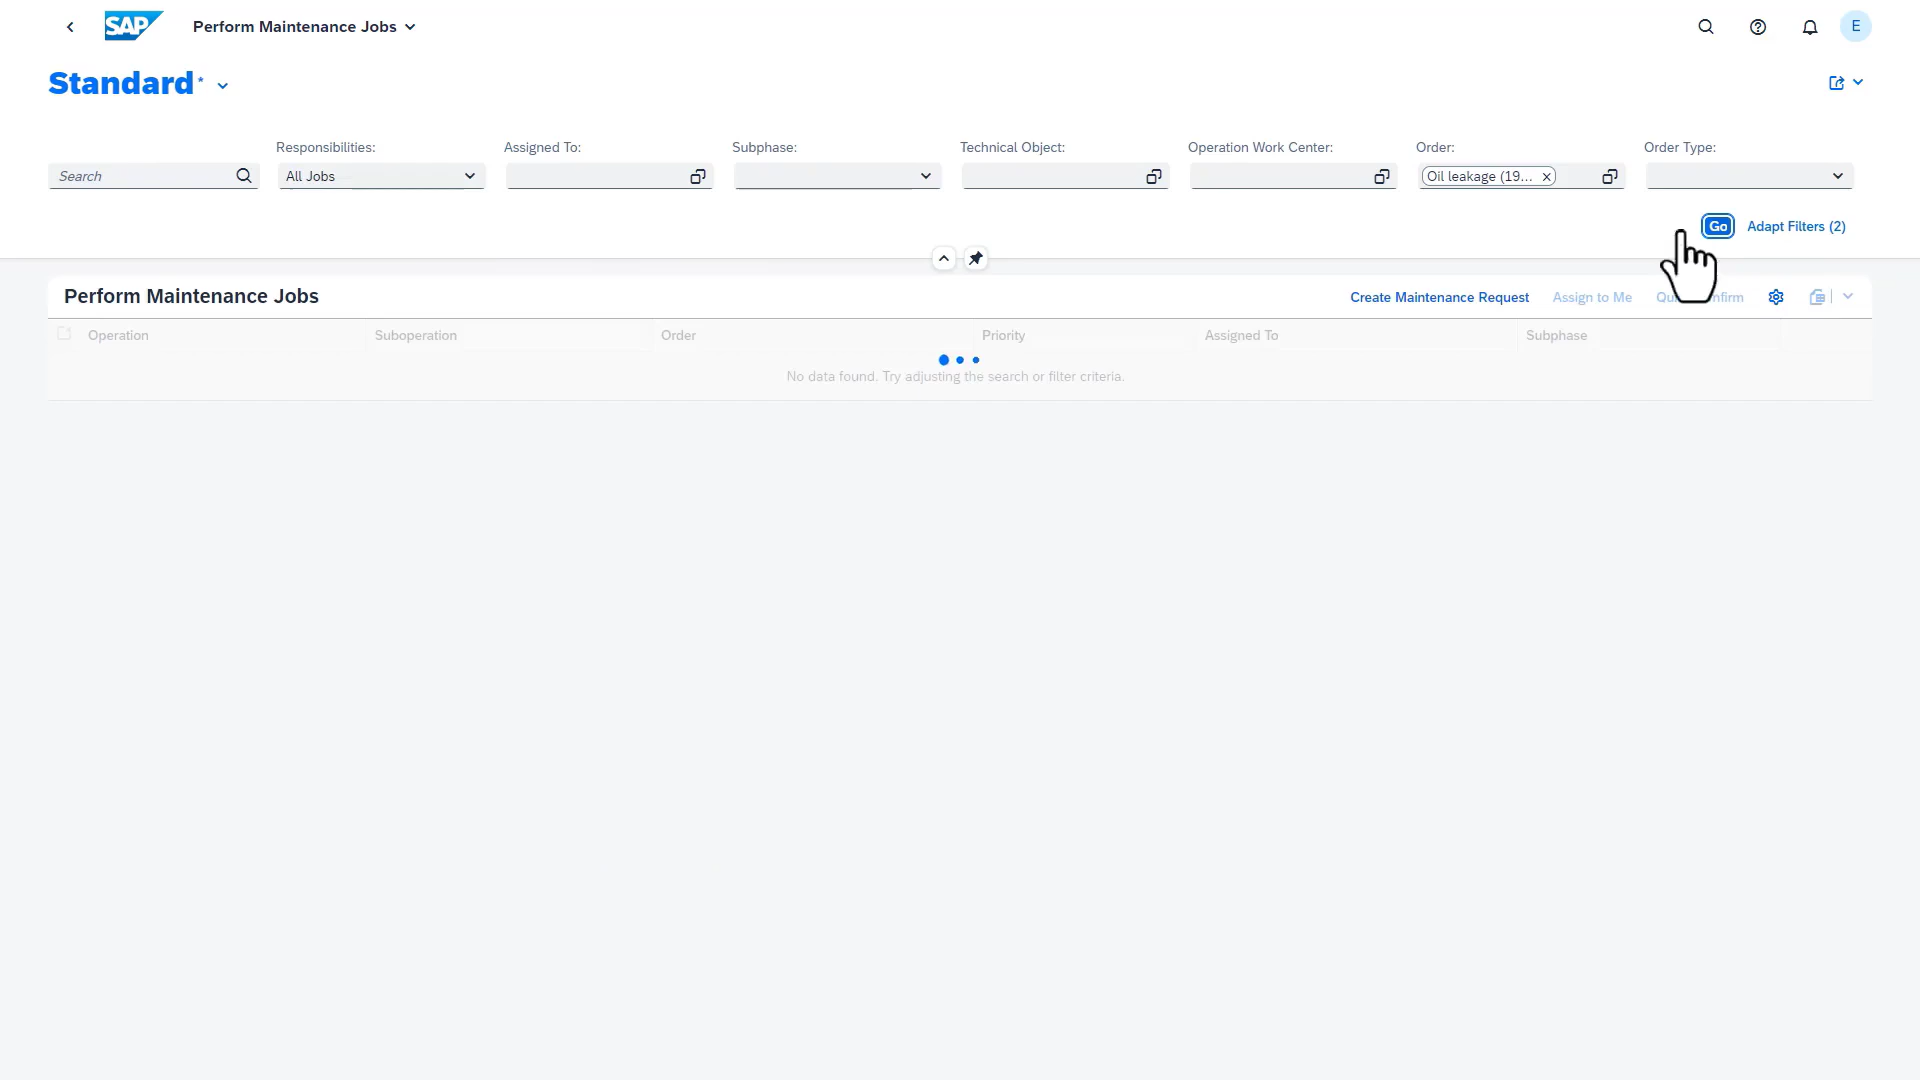 SAP Perform Maintenance Jobs E
Standard *
Responsibilities: Assigned To: Subphase: Technical Object: Operation Work Center: Order: Order Type:
Search All Jobs Oil leakage (19...
Go Adapt Filters (2)
Perform Maintenance Jobs Create Maintenance Request Assign to Me
Operation Suboperation Order Priority Assigned To Subphase
No data found. Try adjusting the search or filter criteria.